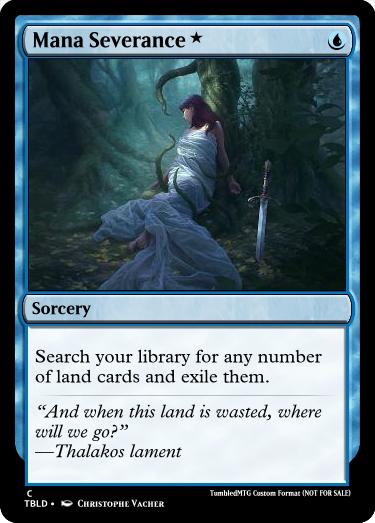 Mana Severance ★
Sorcery
Search your library for any number
of land cards and exile them.
“And when this land is wasted, where
will we go?”
—Thalakos lament
C
TBLD • Christophe Vacher
TumbledMTG Custom Format (NOT FOR SALE)